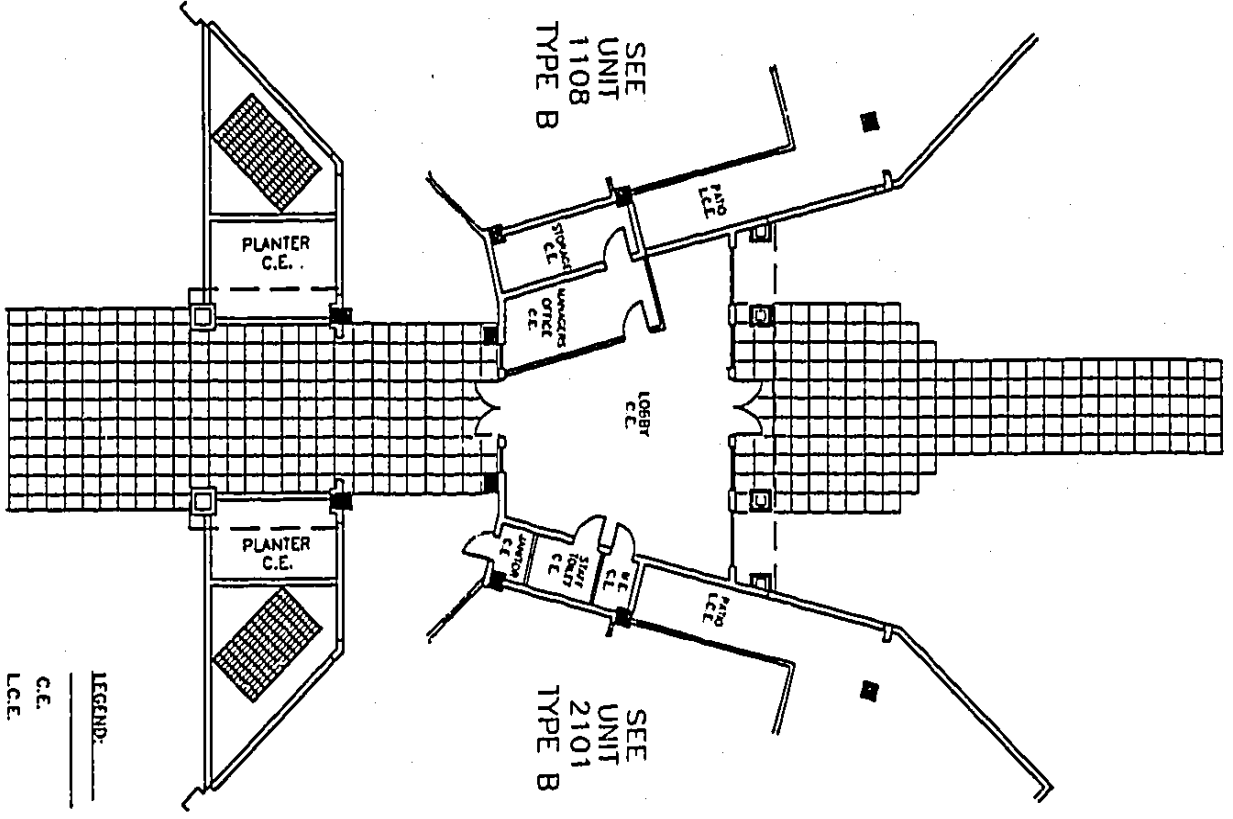 SEE
UNIT
1108
TYPE B
PATIO
L.C.E.
STORAGE
C.E.
MANAGERS
OFFICE
C.E.
PLANTER
C.E.
LOBBY
C.E.
PLANTER
C.E.
JANITOR
C.E.
STAFF
TOILET
C.E.
C.E.
PATIO
L.C.E.
SEE
UNIT
2101
TYPE B
LEGEND:
C.E.
L.C.E.